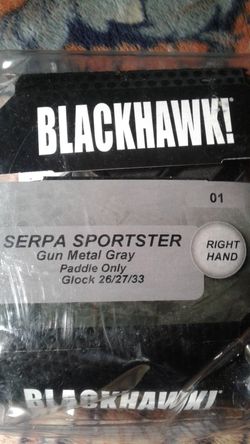 BLACKHAWK!
01
SERPA SPORTSTER
Gun Metal Gray
Paddle Only
Glock 26/27/33
RIGHT
HAND
BLACKHAWK!